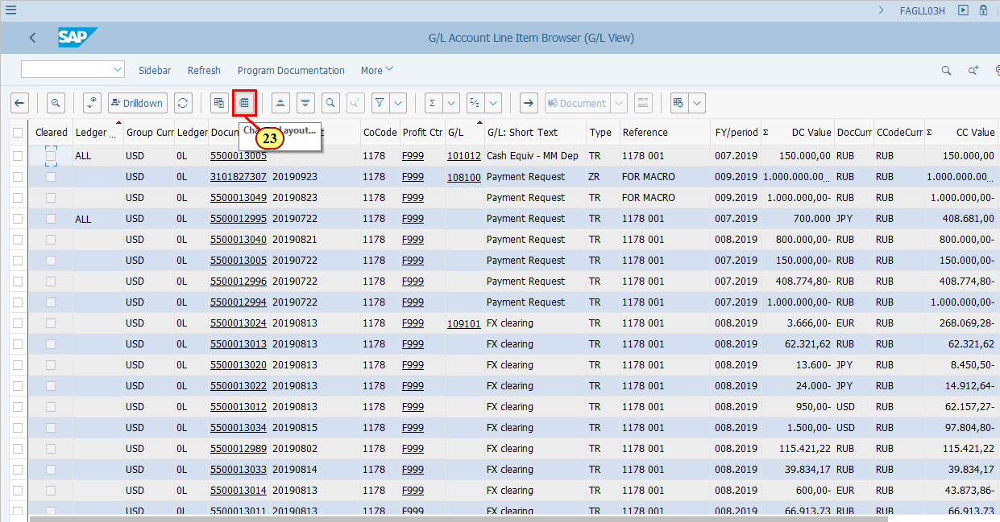 FAGLL03H
SAP G/L Account Line Item Browser (G/L View)
Sidebar Refresh Program Documentation More
Drilldown Document
Cleared Ledger ... Group Curr Ledger CoCode Profit Ctr G/L G/L: Short Text Type Reference FY/period Σ DC Value DocCurr CCodeCurr Σ CC Value
23
ALL USD 0L 5500013005 1178 F999 101012 Cash Equiv - MM Dep TR 1178 001 007.2019 150.000,00 RUB RUB 150.000,00
USD 0L 3101827307 20190923 1178 F999 108100 Payment Request ZR FOR MACRO 009.2019 1.000.000.00... RUB RUB 1.000.000.00...
USD 0L 5500013049 20190823 1178 F999 Payment Request TR FOR MACRO 009.2019 1.000.000,00- RUB RUB 1.000.000,00-
ALL USD 0L 5500012995 20190722 1178 F999 Payment Request TR 1178 001 007.2019 700.000 JPY RUB 408.681,00
USD 0L 5500013040 20190821 1178 F999 Payment Request TR 1178 001 008.2019 800.000,00- RUB RUB 800.000,00-
USD 0L 5500013005 20190722 1178 F999 Payment Request TR 1178 001 007.2019 150.000,00- RUB RUB 150.000,00-
USD 0L 5500012996 20190722 1178 F999 Payment Request TR 1178 001 007.2019 408.774,80- RUB RUB 408.774,80-
USD 0L 5500012994 20190722 1178 F999 Payment Request TR 1178 001 007.2019 1.000.000,00- RUB RUB 1.000.000,00-
USD 0L 5500013024 20190813 1178 F999 109101 FX clearing TR 1178 001 008.2019 3.666,00- EUR RUB 268.069,28-
USD 0L 5500013013 20190813 1178 F999 FX clearing TR 1178 001 008.2019 62.321,62 RUB RUB 62.321,62
USD 0L 5500013020 20190813 1178 F999 FX clearing TR 1178 001 008.2019 13.600- JPY RUB 8.450,50-
USD 0L 5500013022 20190813 1178 F999 FX clearing TR 1178 001 008.2019 24.000- JPY RUB 14.912,64-
USD 0L 5500013012 20190813 1178 F999 FX clearing TR 1178 001 008.2019 950,00- USD RUB 62.157,27-
USD 0L 5500013034 20190815 1178 F999 FX clearing TR 1178 001 008.2019 1.500,00- USD RUB 97.804,80-
USD 0L 5500012989 20190802 1178 F999 FX clearing TR 1178 001 008.2019 115.421,22 RUB RUB 115.421,22
USD 0L 5500013033 20190814 1178 F999 FX clearing TR 1178 001 008.2019 39.834,17 RUB RUB 39.834,17
USD 0L 5500013014 20190813 1178 F999 FX clearing TR 1178 001 008.2019 600,00- EUR RUB 43.873,86-
USD 0L 5500013011 20190813 1178 F999 FX clearing TR 1178 001 008.2019 66.913,73 RUB RUB 66.913,73